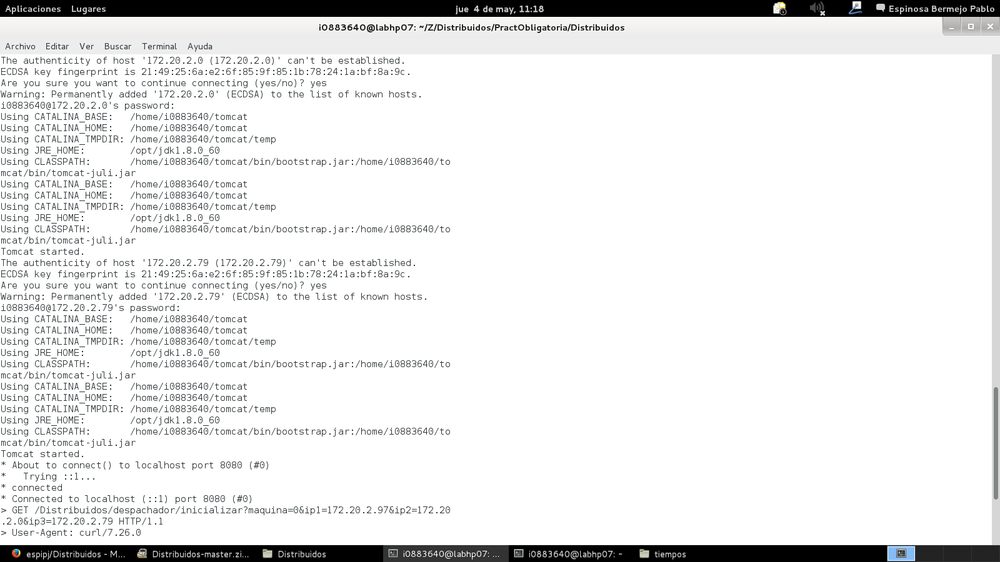 Aplicaciones Lugares jue 4 de may, 11:18 Espinosa Bermejo Pablo
i0883640@labhp07: ~/Z/Distribuidos/PractObligatoria/Distribuidos
Archivo Editar Ver Buscar Terminal Ayuda
The authenticity of host '172.20.2.0 (172.20.2.0)' can't be established.
ECDSA key fingerprint is 21:49:25:6a:e2:6f:85:9f:85:1b:78:24:1a:bf:8a:9c.
Are you sure you want to continue connecting (yes/no)? yes
Warning: Permanently added '172.20.2.0' (ECDSA) to the list of known hosts.
i0883640@172.20.2.0's password:
Using CATALINA_BASE:   /home/i0883640/tomcat
Using CATALINA_HOME:   /home/i0883640/tomcat
Using CATALINA_TMPDIR: /home/i0883640/tomcat/temp
Using JRE_HOME:        /opt/jdk1.8.0_60
Using CLASSPATH:       /home/i0883640/tomcat/bin/bootstrap.jar:/home/i0883640/to
mcat/bin/tomcat-juli.jar
Using CATALINA_BASE:   /home/i0883640/tomcat
Using CATALINA_HOME:   /home/i0883640/tomcat
Using CATALINA_TMPDIR: /home/i0883640/tomcat/temp
Using JRE_HOME:        /opt/jdk1.8.0_60
Using CLASSPATH:       /home/i0883640/tomcat/bin/bootstrap.jar:/home/i0883640/to
mcat/bin/tomcat-juli.jar
Tomcat started.
The authenticity of host '172.20.2.79 (172.20.2.79)' can't be established.
ECDSA key fingerprint is 21:49:25:6a:e2:6f:85:9f:85:1b:78:24:1a:bf:8a:9c.
Are you sure you want to continue connecting (yes/no)? yes
Warning: Permanently added '172.20.2.79' (ECDSA) to the list of known hosts.
i0883640@172.20.2.79's password:
Using CATALINA_BASE:   /home/i0883640/tomcat
Using CATALINA_HOME:   /home/i0883640/tomcat
Using CATALINA_TMPDIR: /home/i0883640/tomcat/temp
Using JRE_HOME:        /opt/jdk1.8.0_60
Using CLASSPATH:       /home/i0883640/tomcat/bin/bootstrap.jar:/home/i0883640/to
mcat/bin/tomcat-juli.jar
Using CATALINA_BASE:   /home/i0883640/tomcat
Using CATALINA_HOME:   /home/i0883640/tomcat
Using CATALINA_TMPDIR: /home/i0883640/tomcat/temp
Using JRE_HOME:        /opt/jdk1.8.0_60
Using CLASSPATH:       /home/i0883640/tomcat/bin/bootstrap.jar:/home/i0883640/to
mcat/bin/tomcat-juli.jar
Tomcat started.
* About to connect() to localhost port 8080 (#0)
*   Trying ::1...
* connected
* Connected to localhost (::1) port 8080 (#0)
> GET /Distribuidos/despachador/inicializar?maquina=0&ip1=172.20.2.97&ip2=172.20
.2.0&ip3=172.20.2.79 HTTP/1.1
> User-Agent: curl/7.26.0
espipj/Distribuidos - M... Distribuidos-master.zi... Distribuidos i0883640@labhp07: ... i0883640@labhp07: ~ tiempos